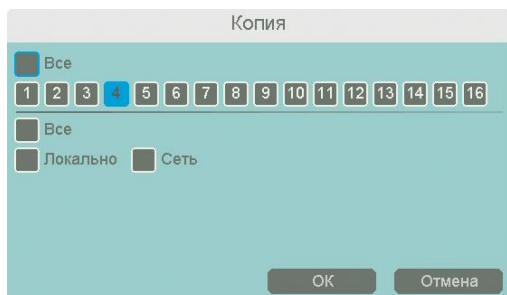 Копия
Все
1 2 3 4 5 6 7 8 9 10 11 12 13 14 15 16
Все
Локально Сеть
ОК Отмена